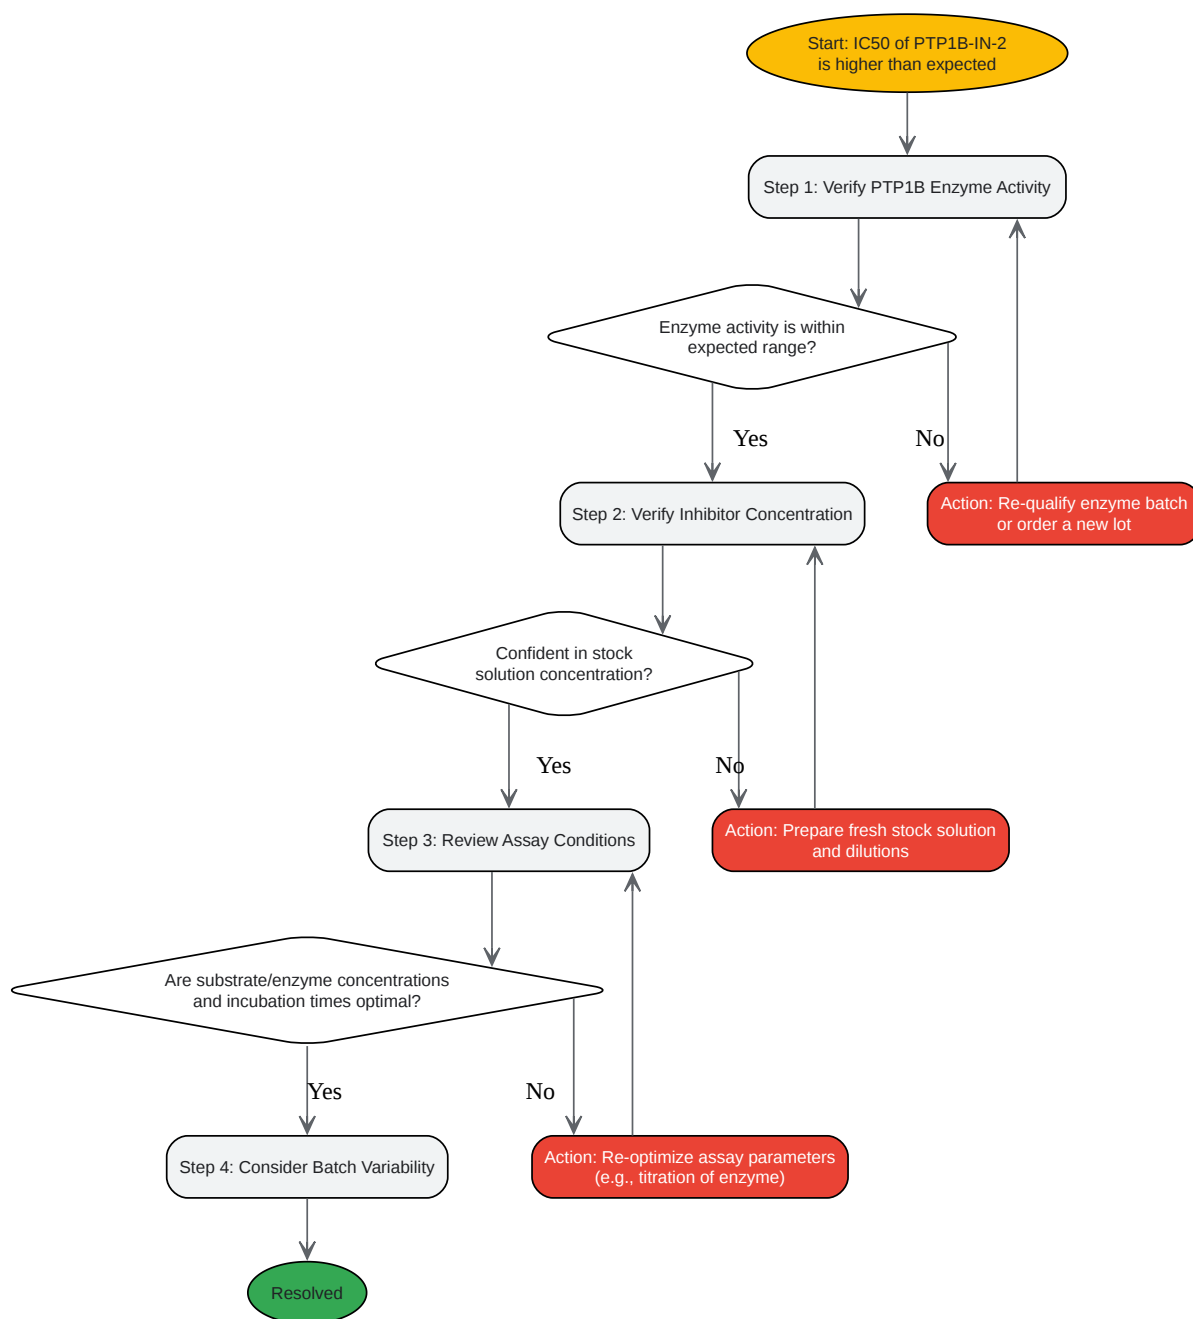 Start: IC50 of PTP1B-IN-2
is higher than expected
Step 1: Verify PTP1B Enzyme Activity
Enzyme activity is within
expected range?
Yes
No
Step 2: Verify Inhibitor Concentration
Action: Re-qualify enzyme batch
or order a new lot
Confident in stock
solution concentration?
Yes
No
Step 3: Review Assay Conditions
Action: Prepare fresh stock solution
and dilutions
Are substrate/enzyme concentrations
and incubation times optimal?
Yes
No
Step 4: Consider Batch Variability
Action: Re-optimize assay parameters
(e.g., titration of enzyme)
Resolved